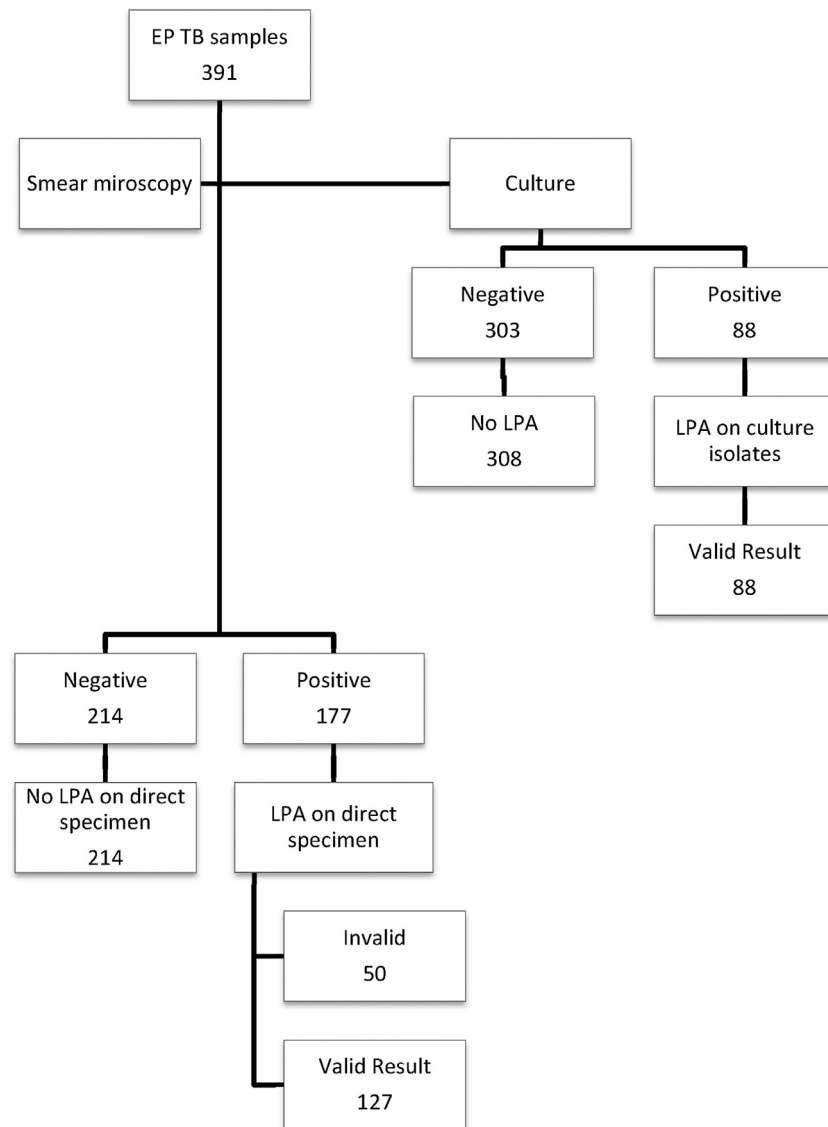 EP TB samples
391
Smear miroscopy
Culture
Negative
303
Positive
88
No LPA
308
LPA on culture
isolates
Valid Result
88
Negative
214
Positive
177
No LPA on direct
specimen
214
LPA on direct
specimen
Invalid
50
Valid Result
127